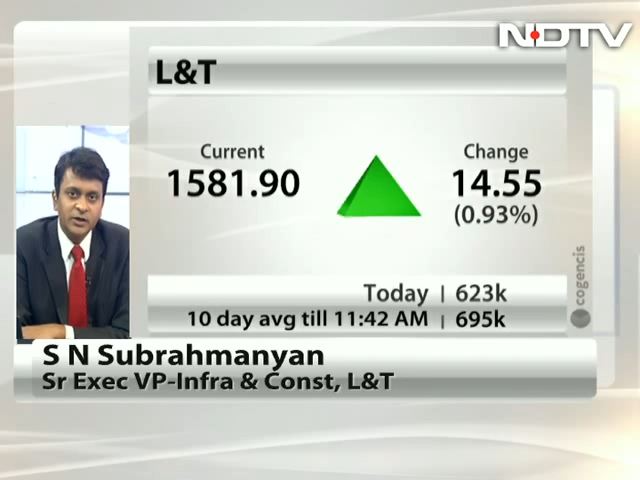 NDTV
L&T
Current
1581.90
Change
14.55
(0.93%)
Today | 623k
10 day avg till 11:42 AM | 695k
cogencis
S N Subrahmanyan
Sr Exec VP-Infra & Const, L&T